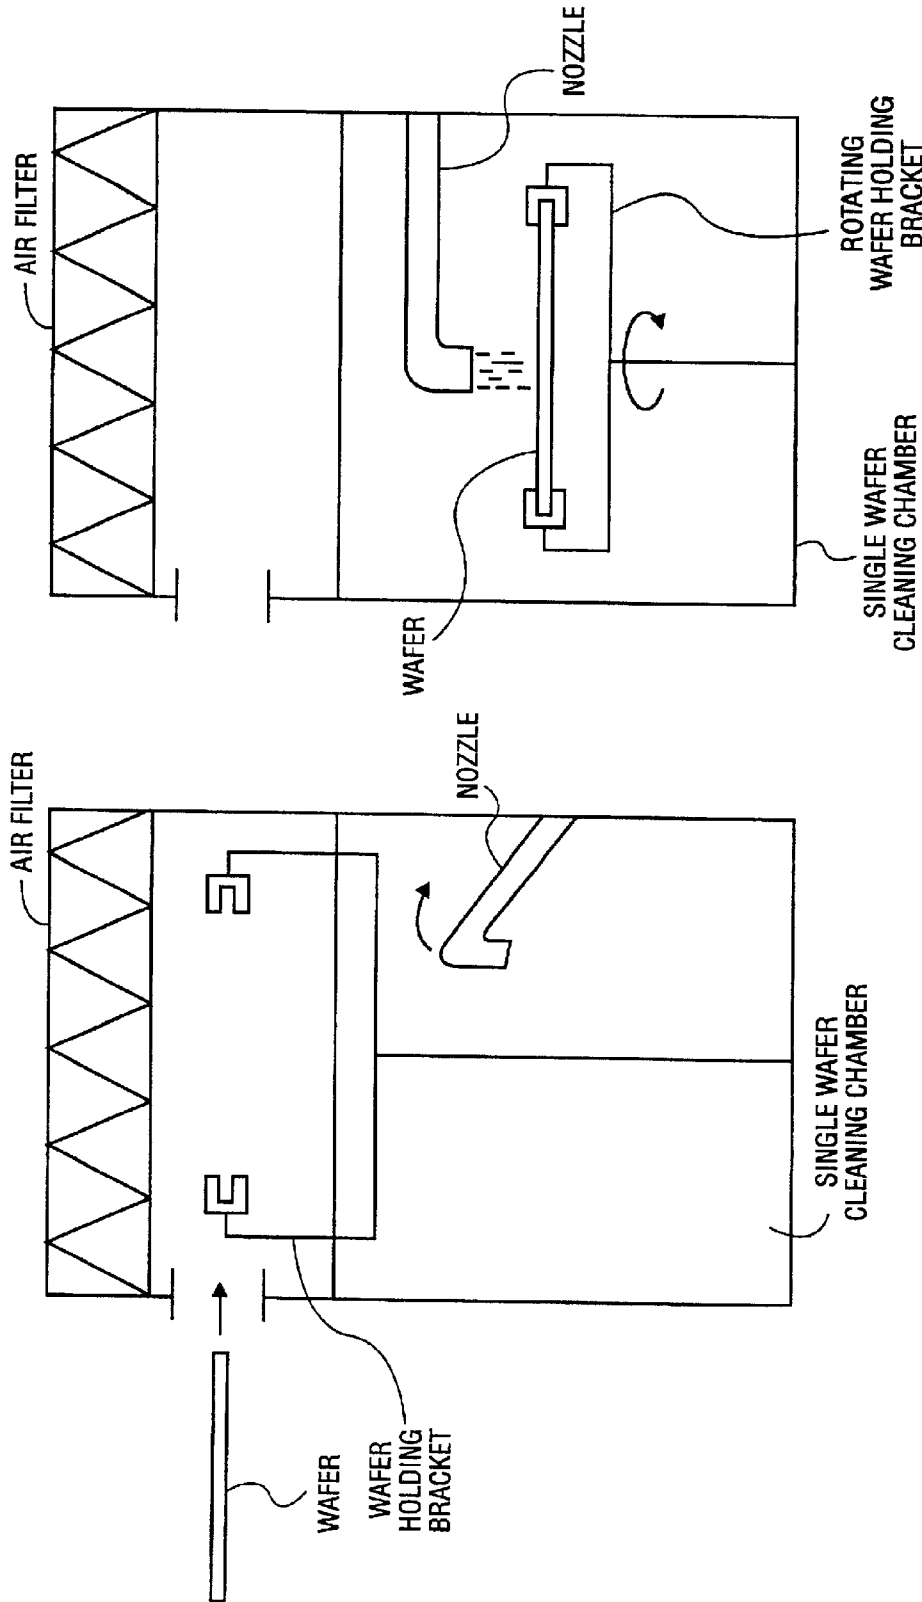 AIR FILTER
NOZZLE
WAFER
WAFER
HOLDING
BRACKET
SINGLE WAFER
CLEANING CHAMBER
AIR FILTER
NOZZLE
WAFER
ROTATING
WAFER HOLDING
BRACKET
SINGLE WAFER
CLEANING CHAMBER